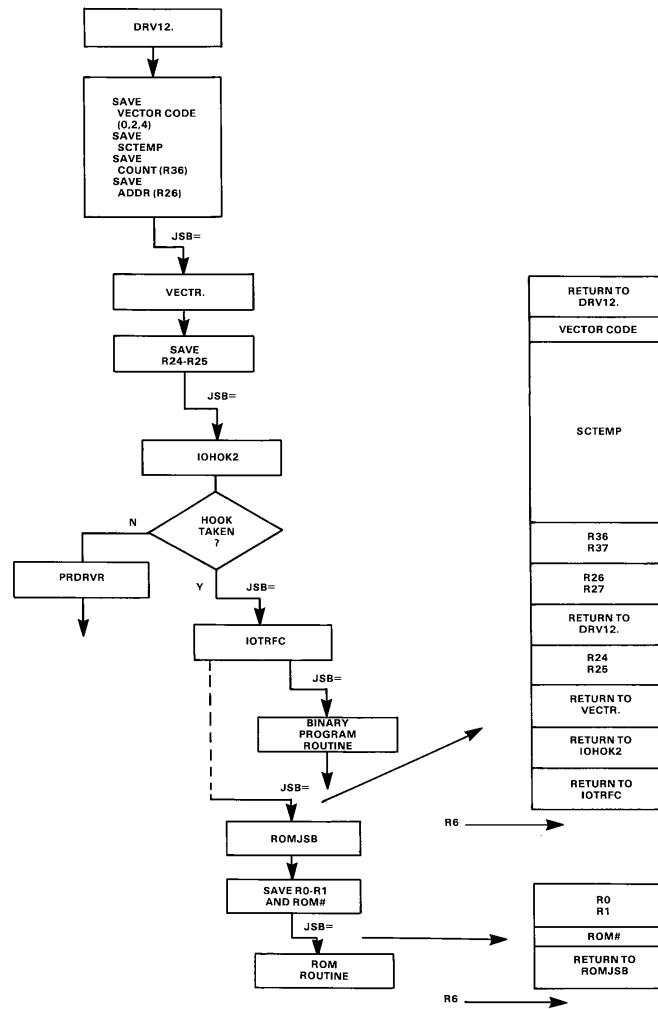 DRV12.
SAVE
VECTOR CODE
(0,2,4)
SAVE
SCTEMP
SAVE
COUNT (R36)
SAVE
ADDR (R26)
JSB=
VECTR.
SAVE
R24-R25
JSB=
IOHOK2
HOOK
TAKEN
?
N
PRDRVR
Y
JSB=
IOTRFC
JSB=
BINARY
PROGRAM
ROUTINE
JSB=
ROMJSB
SAVE R0-R1
AND ROM#
JSB=
ROM
ROUTINE
RETURN TO
DRV12.
VECTOR CODE
SCTEMP
R36
R37
R26
R27
RETURN TO
DRV12.
R24
R25
RETURN TO
VECTR.
RETURN TO
IOHOK2
RETURN TO
IOTRFC
R6
R0
R1
ROM#
RETURN TO
ROMJSB
R6